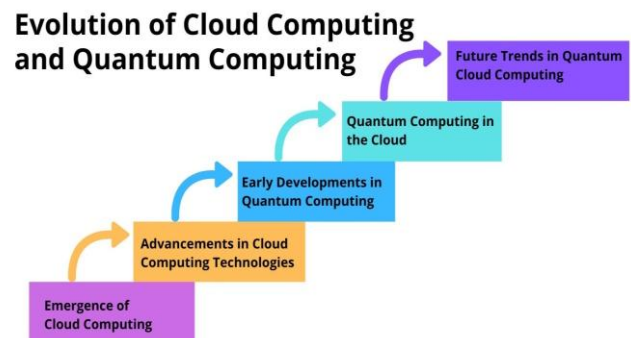 Evolution of Cloud Computing
and Quantum Computing
Future Trends in Quantum
Cloud Computing
Quantum Computing in
the Cloud
Early Developments in
Quantum Computing
Advancements in Cloud
Computing Technologies
Emergence of
Cloud Computing